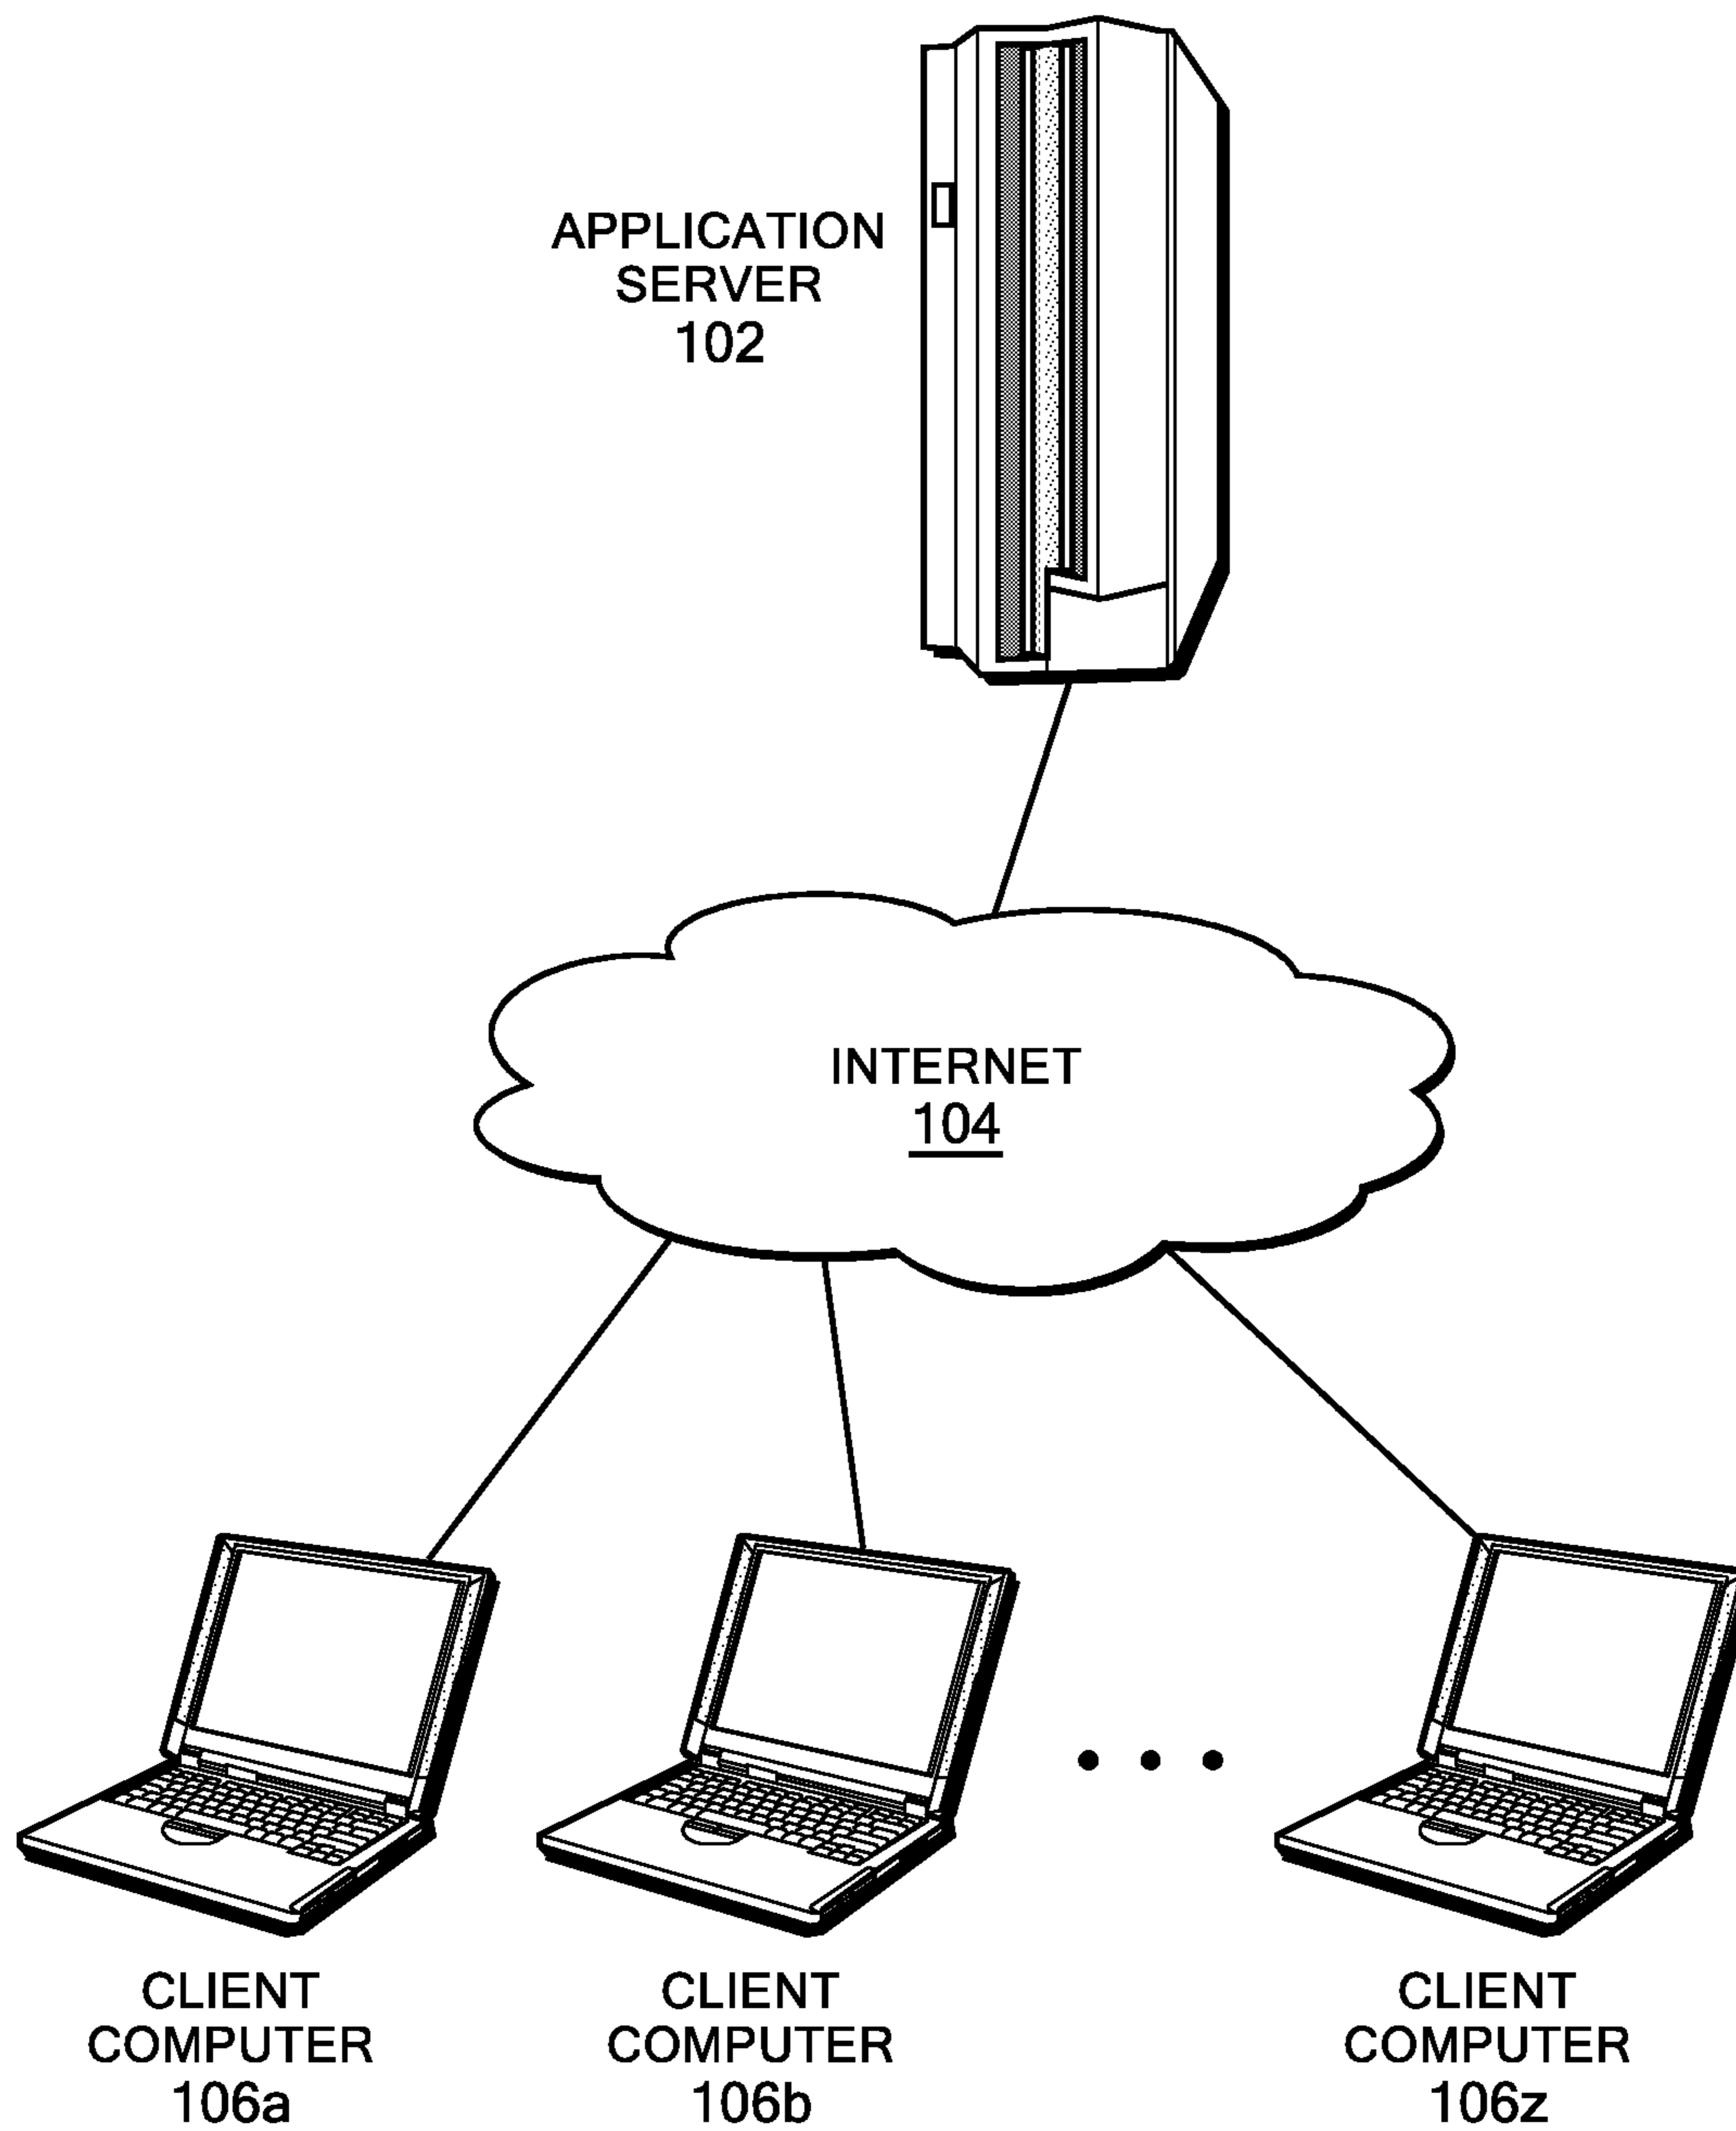 APPLICATION
SERVER
102
INTERNET
104
CLIENT
COMPUTER
106a
CLIENT
COMPUTER
106b
CLIENT
COMPUTER
106z